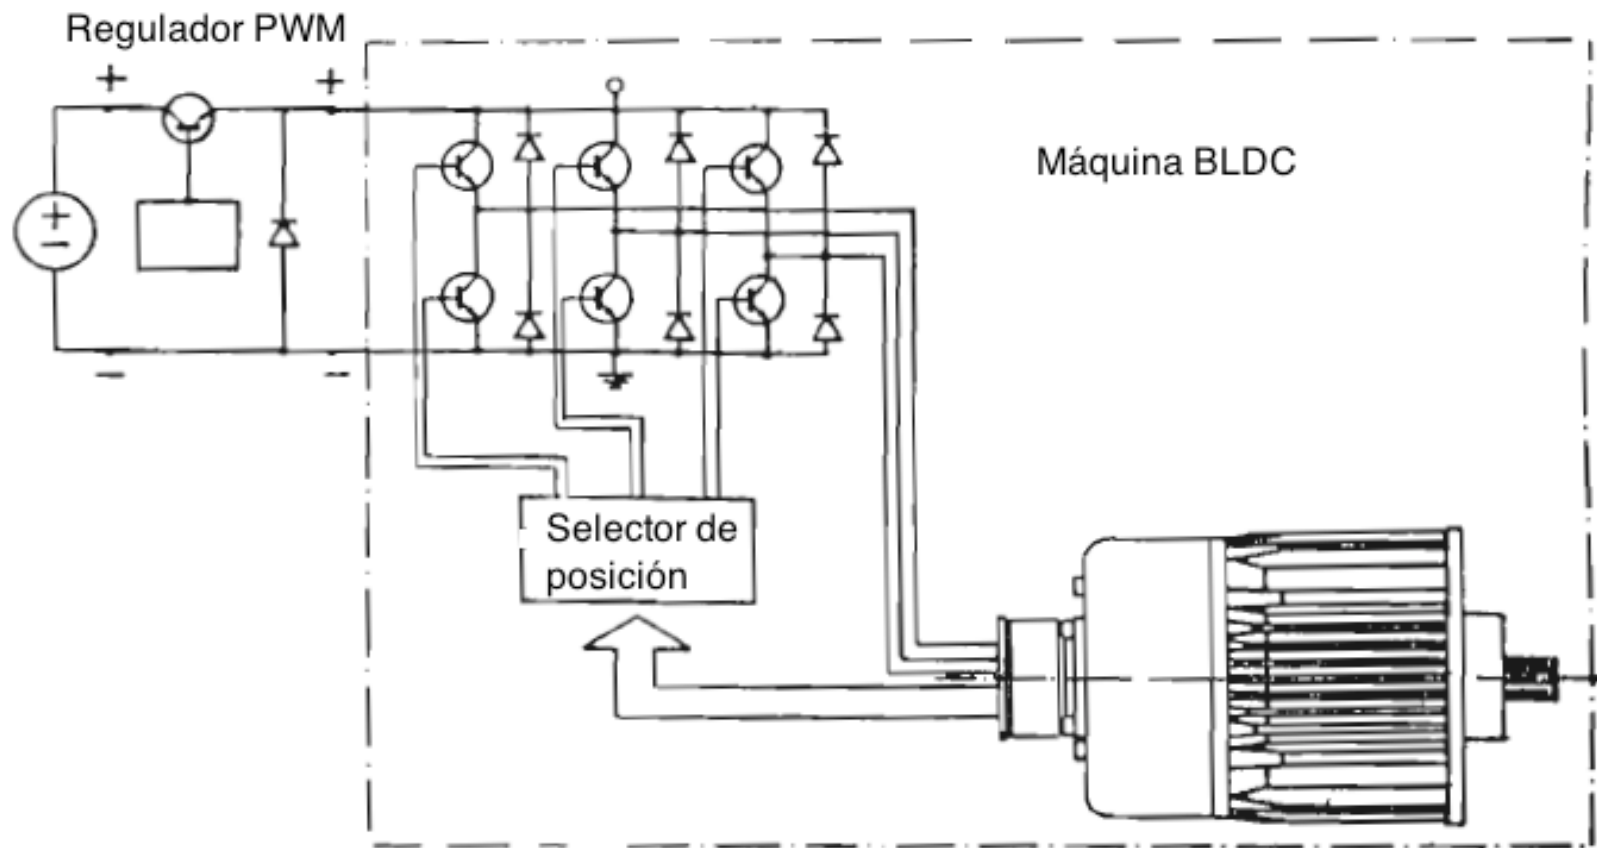 Regulador PWM
+ +
Máquina BLDC
+
−
− −
Selector de
posición